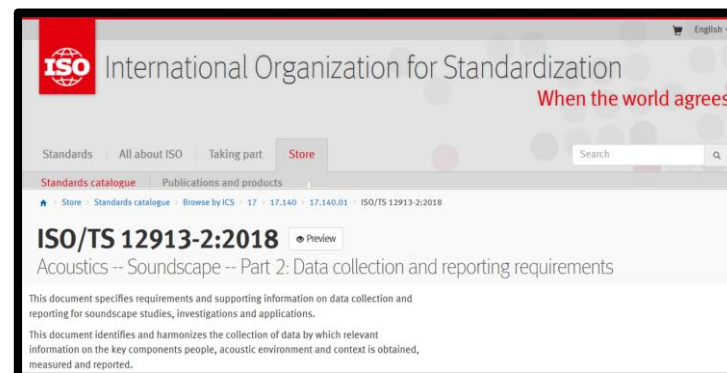 English
ISO
International Organization for Standardization
When the world agrees
Standards All about ISO Taking part Store
Search
Standards catalogue Publications and products
Store Standards catalogue Browse by ICS 17 17.140 17.140.01 ISO/TS 12913-2:2018
ISO/TS 12913-2:2018 Preview
Acoustics -- Soundscape -- Part 2: Data collection and reporting requirements
This document specifies requirements and supporting information on data collection and
reporting for soundscape studies, investigations and applications.
This document identifies and harmonizes the collection of data by which relevant
information on the key components people, acoustic environment and context is obtained,
measured and reported.